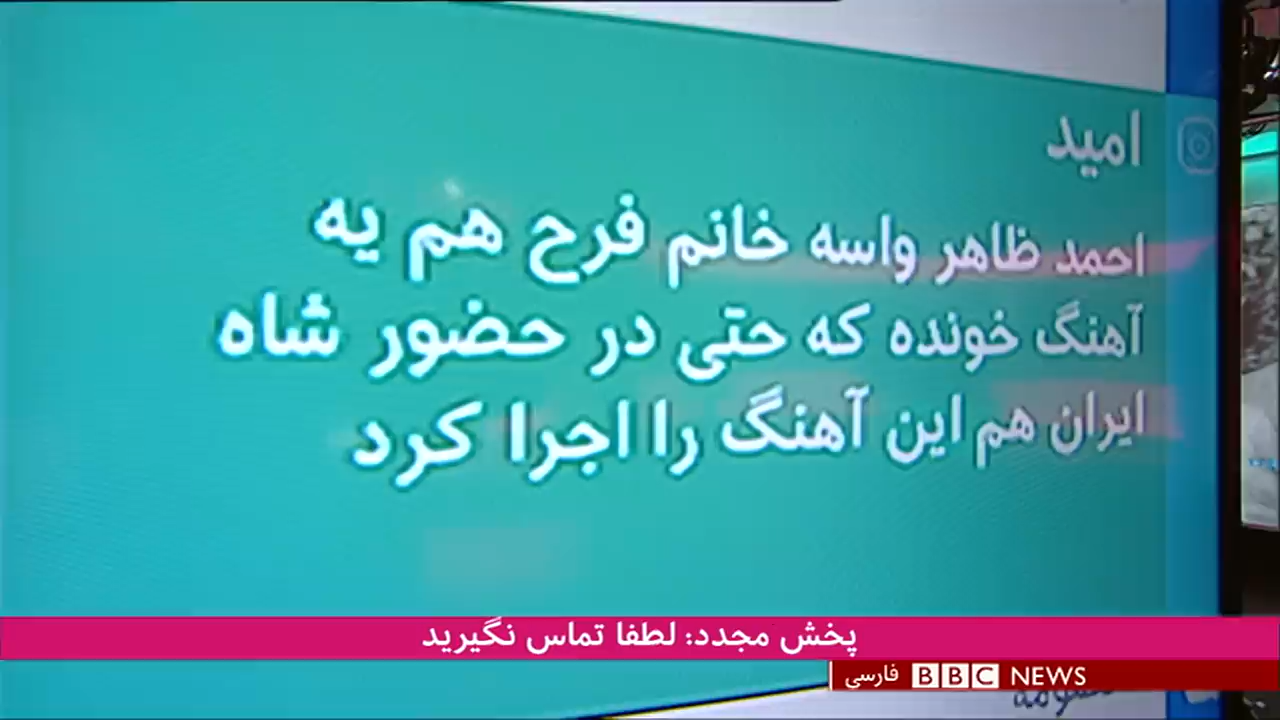 امید
احمد ظاهر واسه خانم فرح هم یه
آهنگ خونده که حتی در حضور شاه
ایران هم این آهنگ را اجرا کرد
پخش مجدد: لطفا تماس نگیرید
BBC NEWS فارسی